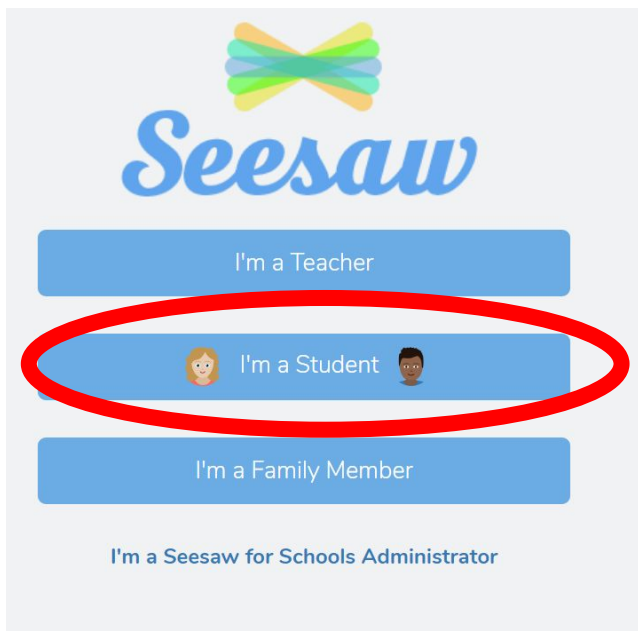 Seesaw
I'm a Teacher
I'm a Student
I'm a Family Member
I'm a Seesaw for Schools Administrator